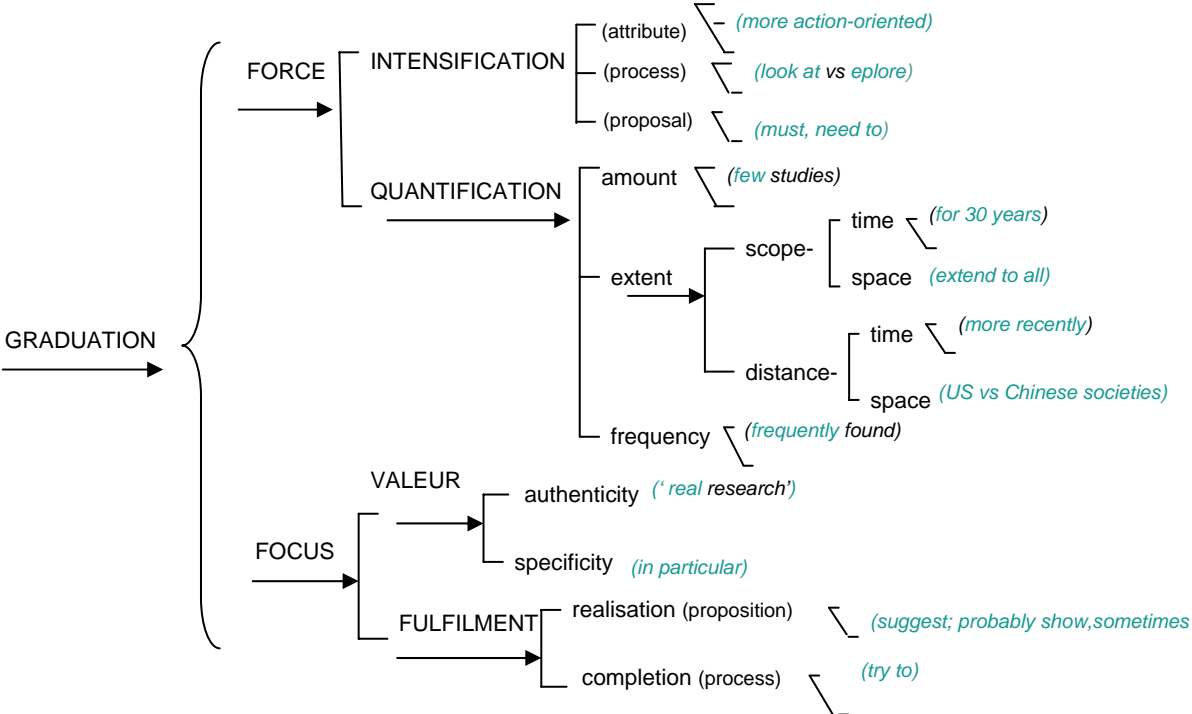 (attribute) (more action-oriented)
FORCE INTENSIFICATION (process) (look at vs eplore)
(proposal) (must, need to)
QUANTIFICATION amount (few studies)
time (for 30 years)
scope-
extent space (extend to all)
GRADUATION time (more recently)
distance-
space (US vs Chinese societies)
frequency (frequently found)
VALEUR authenticity (‘ real research’)
FOCUS specificity (in particular)
FULFILMENT realisation (proposition) (suggest; probably show,sometimes
completion (process) (try to)